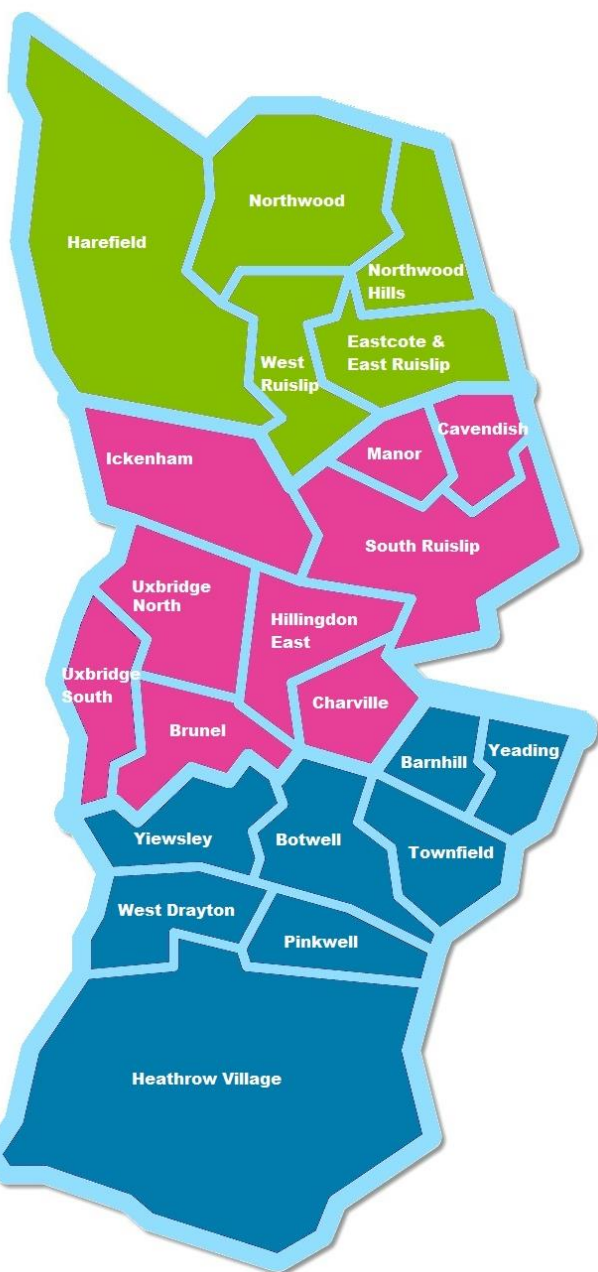 Northwood
Harefield
Northwood
Hills
Eastcote &
East Ruislip
West
Ruislip
Cavendish
Manor
Ickenham
South Ruislip
Uxbridge
North
Hillingdon
East
Uxbridge
South
Charville
Brunel
Yeading
Barnhill
Yiewsley
Botwell
Townfield
West Drayton
Pinkwell
Heathrow Village